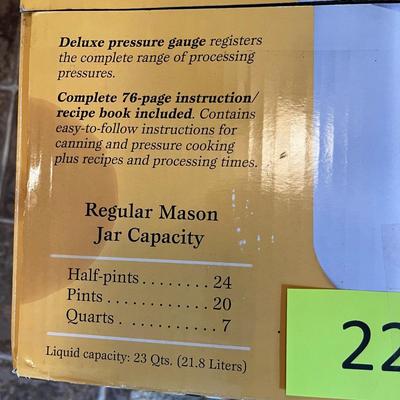 Deluxe pressure gauge registers
the complete range of processing
pressures.
Complete 76-page instruction/
recipe book included. Contains
easy-to-follow instructions for
canning and pressure cooking
plus recipes and processing times.
Regular Mason
Jar Capacity
Half-pints . . . . . . . . 24
Pints . . . . . . . . . . . . 20
Quarts . . . . . . . . . . . 7
Liquid capacity: 23 Qts. (21.8 Liters)
22